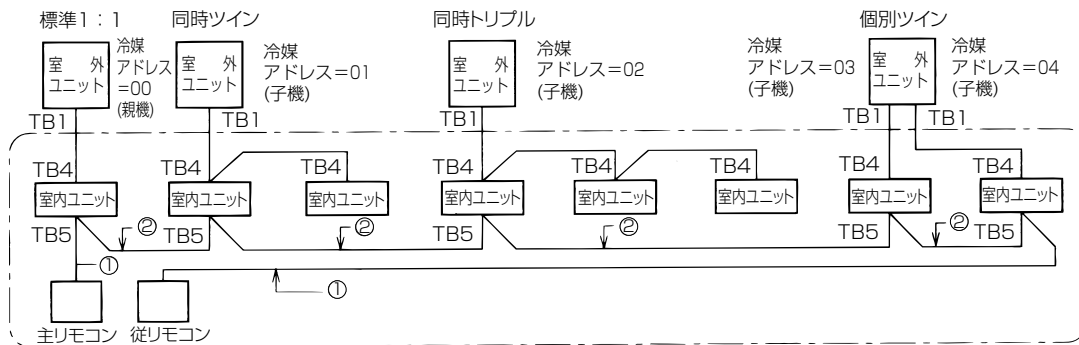 標準1：1
同時ツイン
同時トリプル
個別ツイン
室　外
ユニット
冷媒
アドレス
=00
(親機)
室　外
ユニット
冷媒
アドレス=01
(子機)
室　外
ユニット
冷媒
アドレス=02
(子機)
冷媒
アドレス=03
(子機)
室　外
ユニット
冷媒
アドレス=04
(子機)
TB1
TB1
TB1
TB1
TB1
TB4
TB4
TB4
TB4
TB4
室内ユニット
室内ユニット
室内ユニット
室内ユニット
室内ユニット
室内ユニット
室内ユニット
室内ユニット
TB5
②
TB5
②
TB5
②
TB5
②
TB5
①
①
主リモコン
従リモコン